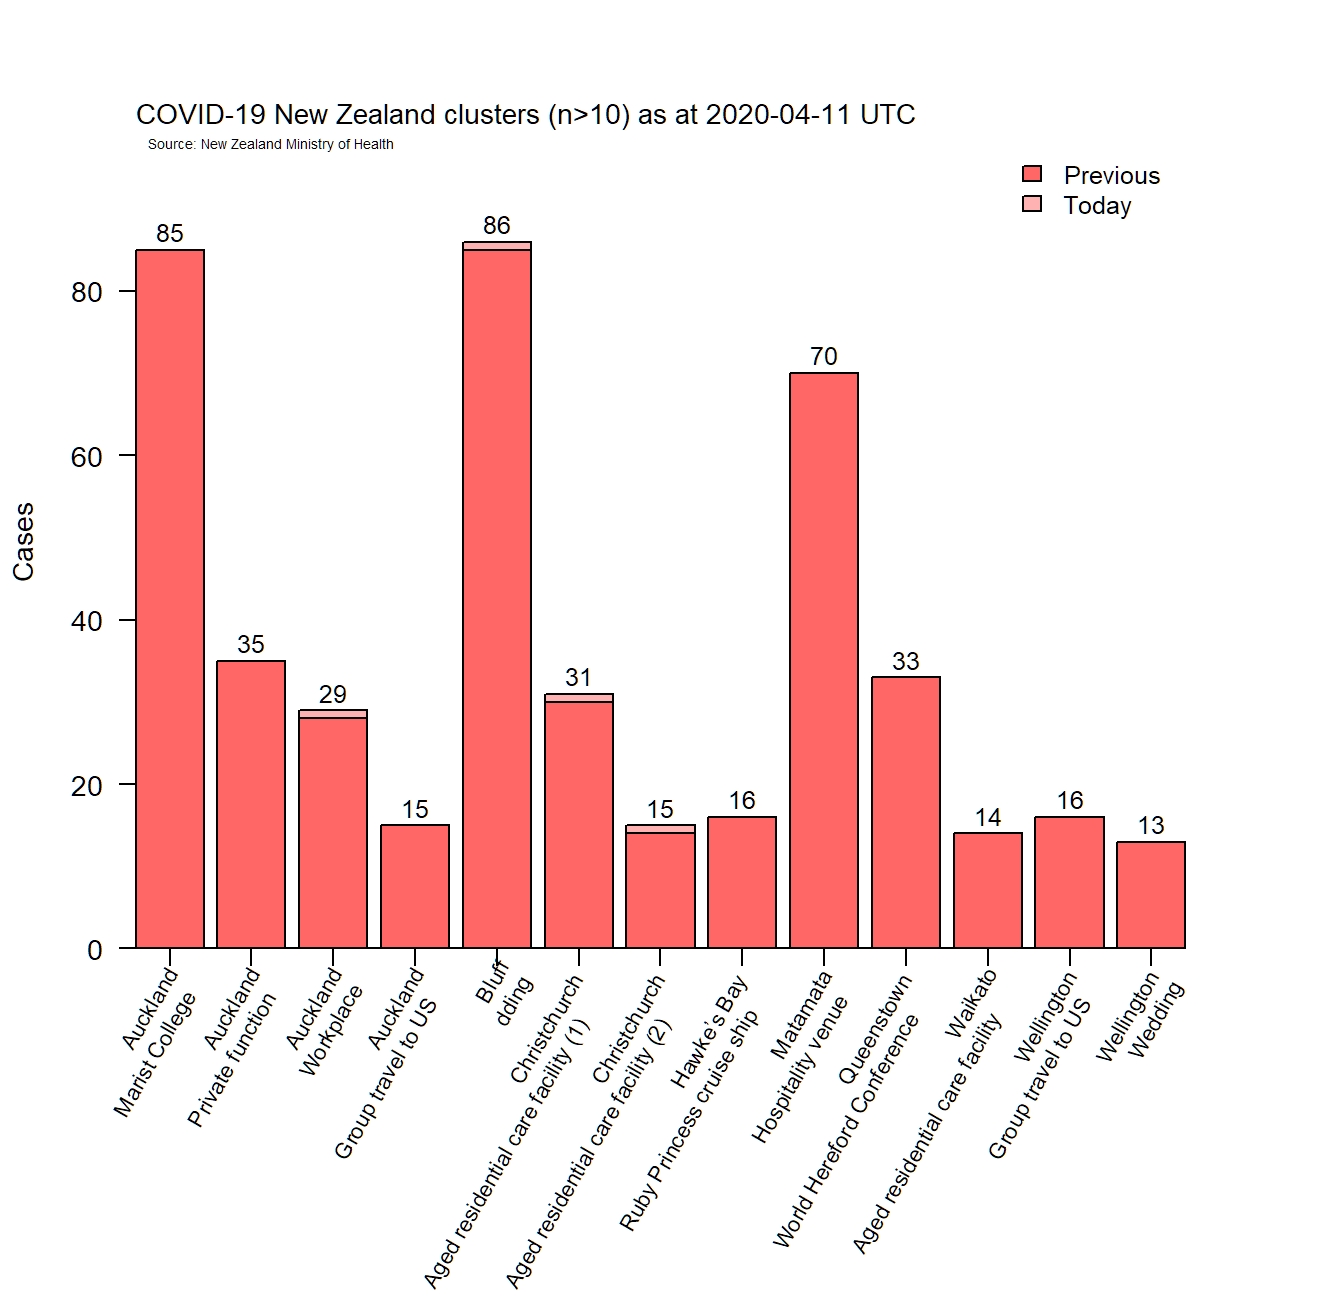 COVID-19 New Zealand clusters (n>10) as at 2020-04-11 UTC
Source: New Zealand Ministry of Health
Previous
Today
Cases
80
60
40
20
0
85
35
29
15
86
31
15
16
70
33
14
16
13
Auckland
Marist College
Auckland
Private function
Auckland
Workplace
Auckland
Group travel to US
Bluff
dding
Christchurch
Aged residential care facility (1)
Christchurch
Aged residential care facility (2)
Hawke's Bay
Ruby Princess cruise ship
Matamata
Hospitality venue
Queenstown
World Hereford Conference
Waikato
Aged residential care facility
Wellington
Group travel to US
Wellington
Wedding